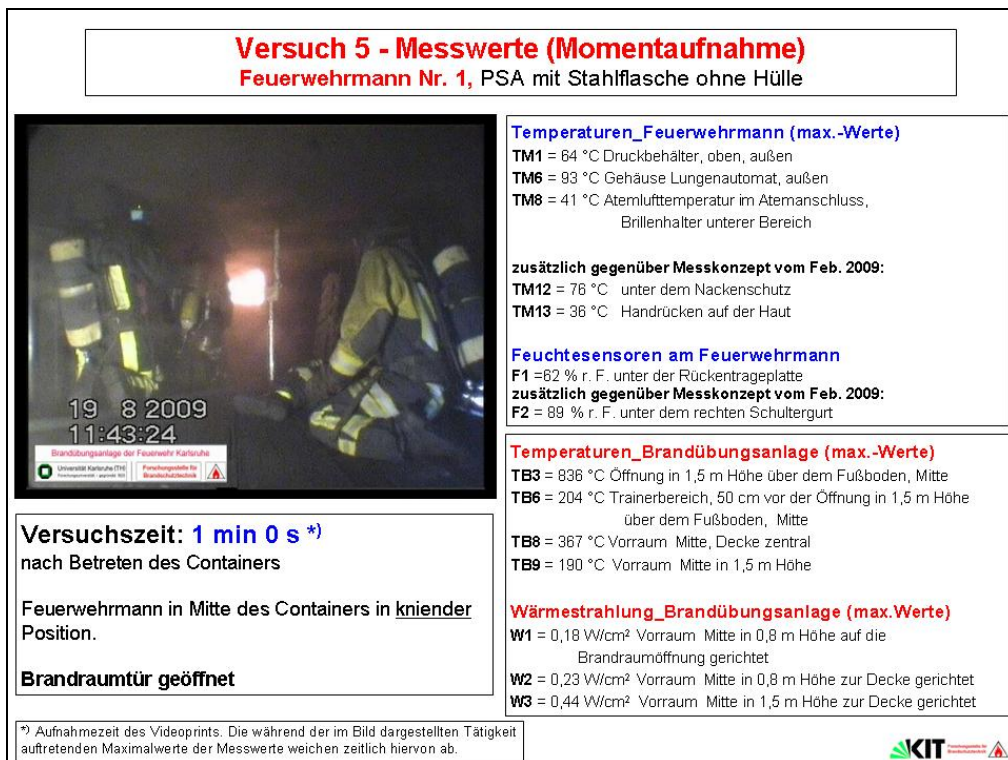 Versuch 5 - Messwerte (Momentaufnahme)
Feuerwehrmann Nr. 1, PSA mit Stahlflasche ohne Hülle
19 8 2009
11:43:24
Brandübungsanlage der Feuerwehr Karlsruhe
Universität Karlsruhe (TH)
Forschungsuniversität - gegründet 1825
Forschungsstelle für
Brandschutztechnik
Versuchszeit: 1 min 0 s *)
nach Betreten des Containers
Feuerwehrmann in Mitte des Containers in kniender
Position.
Brandraumtür geöffnet
*) Aufnahmezeit des Videoprints. Die während der im Bild dargestellten Tätigkeit
auftretenden Maximalwerte der Messwerte weichen zeitlich hiervon ab.
Temperaturen_Feuerwehrmann (max.-Werte)
TM1 = 64 °C Druckbehälter, oben, außen
TM6 = 93 °C Gehäuse Lungenautomat, außen
TM8 = 41 °C Atemlufttemperatur im Atemanschluss,
Brillenhalter unterer Bereich
zusätzlich gegenüber Messkonzept vom Feb. 2009:
TM12 = 76 °C unter dem Nackenschutz
TM13 = 36 °C Handrücken auf der Haut
Feuchtesensoren am Feuerwehrmann
F1 =62 % r. F. unter der Rückentrageplatte
zusätzlich gegenüber Messkonzept vom Feb. 2009:
F2 = 89 % r. F. unter dem rechten Schultergurt
Temperaturen_Brandübungsanlage (max.-Werte)
TB3 = 836 °C Öffnung in 1,5 m Höhe über dem Fußboden, Mitte
TB6 = 204 °C Trainerbereich, 50 cm vor der Öffnung in 1,5 m Höhe
über dem Fußboden, Mitte
TB8 = 367 °C Vorraum Mitte, Decke zentral
TB9 = 190 °C Vorraum Mitte in 1,5 m Höhe
Wärmestrahlung_Brandübungsanlage (max.Werte)
W1 = 0,18 W/cm² Vorraum Mitte in 0,8 m Höhe auf die
Brandraumöffnung gerichtet
W2 = 0,23 W/cm² Vorraum Mitte in 0,8 m Höhe zur Decke gerichtet
W3 = 0,44 W/cm² Vorraum Mitte in 1,5 m Höhe zur Decke gerichtet
KIT
Forschungsstelle für
Brandschutztechnik